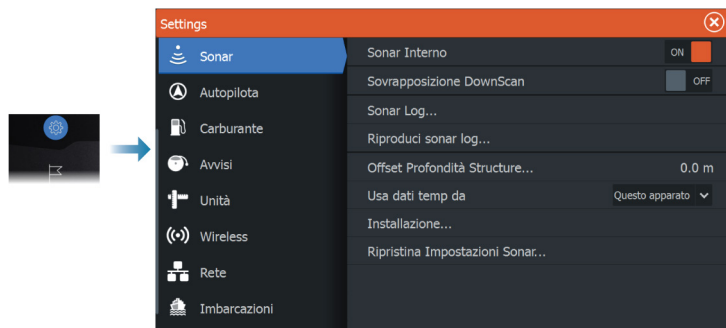 Settings
Sonar
Autopilota
Carburante
Avvisi
Unità
Wireless
Rete
Imbarcazioni
Sonar Interno ON
Sovrapposizione DownScan OFF
Sonar Log...
Riproduci sonar log...
Offset Profondità Structure... 0.0 m
Usa dati temp da Questo apparato
Installazione...
Ripristina Impostazioni Sonar...